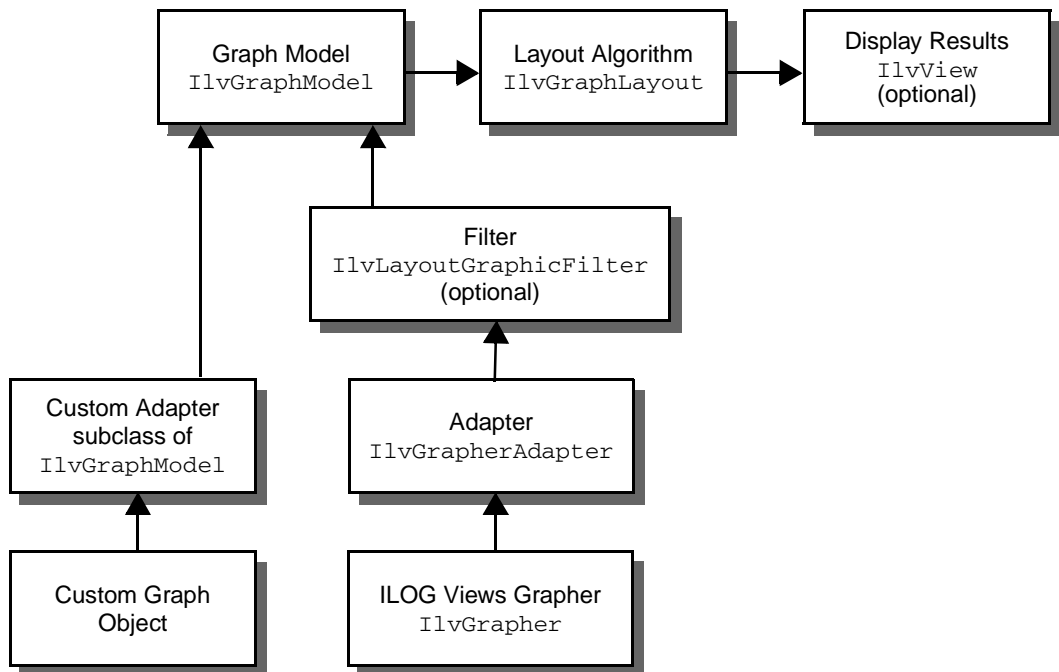 Graph Model
IlvGraphModel
Layout Algorithm
IlvGraphLayout
Display Results
IlvView
(optional)
Filter
IlvLayoutGraphicFilter
(optional)
Custom Adapter
subclass of
IlvGraphModel
Adapter
IlvGrapherAdapter
Custom Graph
Object
ILOG Views Grapher
IlvGrapher